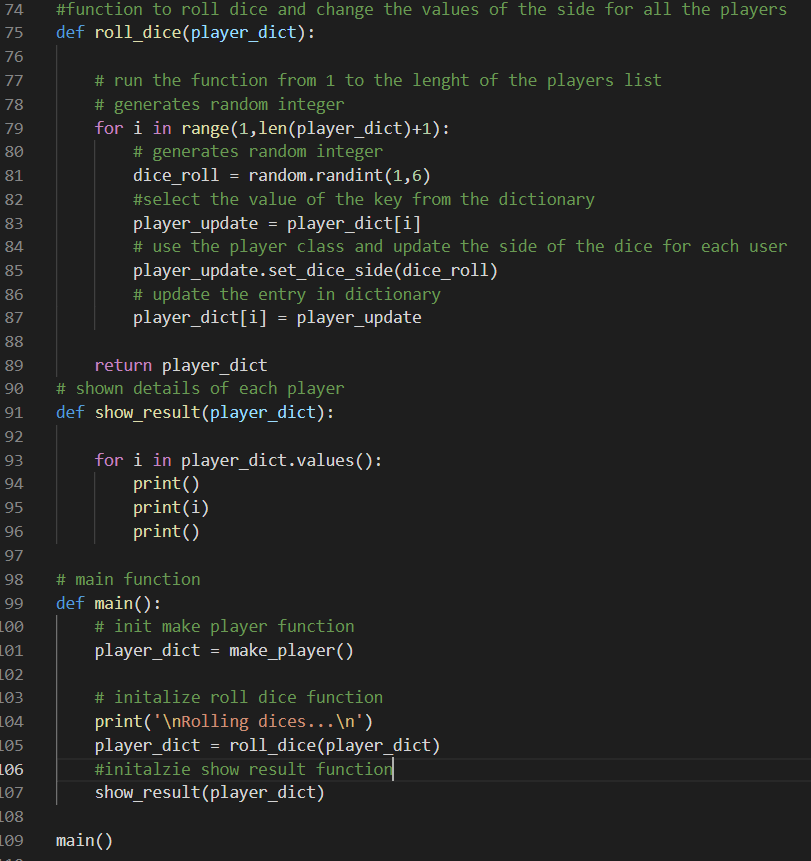 74 #function to roll dice and change the values of the side for all the players
75 def roll_dice(player_dict):
76
77     # run the function from 1 to the lenght of the players list
78     # generates random integer
79     for i in range(1,len(player_dict)+1):
80         # generates random integer
81         dice_roll = random.randint(1,6)
82         #select the value of the key from the dictionary
83         player_update = player_dict[i]
84         # use the player class and update the side of the dice for each user
85         player_update.set_dice_side(dice_roll)
86         # update the entry in dictionary
87         player_dict[i] = player_update
88
89     return player_dict
90 # shown details of each player
91 def show_result(player_dict):
92
93     for i in player_dict.values():
94         print()
95         print(i)
96         print()
97
98 # main function
99 def main():
100     # init make player function
101     player_dict = make_player()
102
103     # initalize roll dice function
104     print('\nRolling dices...\n')
105     player_dict = roll_dice(player_dict)
106     #initalzie show result function
107     show_result(player_dict)
108
109 main()